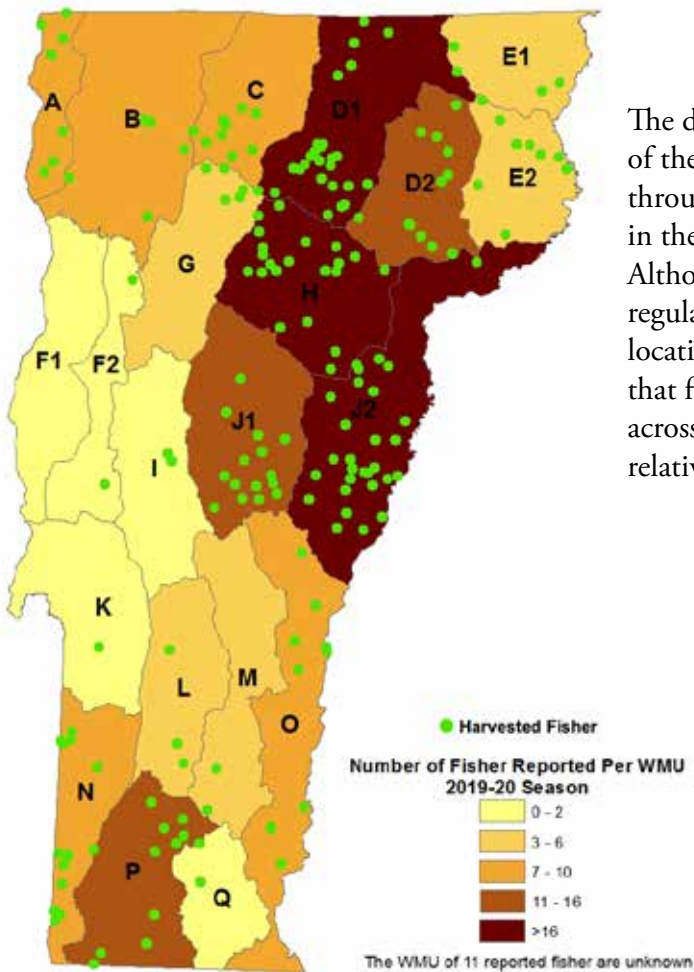 A
B
C
D1
E1
D2
E2
G
H
F1
F2
I
J1
J2
K
L
M
O
N
P
Q
The d
of the
throu
in the
Altho
regula
locati
that f
across
relativ
Harvested Fisher
Number of Fisher Reported Per WMU
2019-20 Season
0 - 2
3 - 6
7 - 10
11 - 16
>16
The WMU of 11 reported fisher are unknown